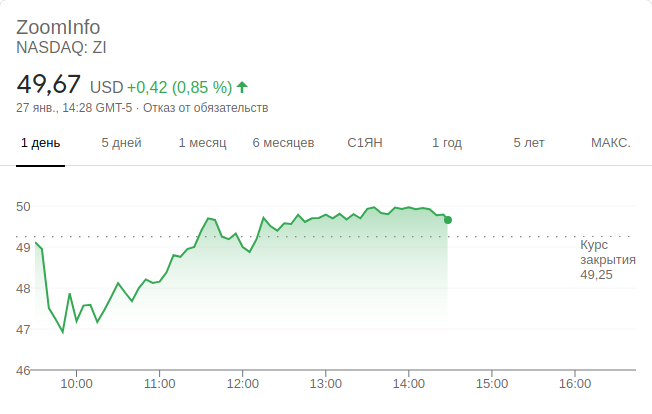 ZoomInfo
NASDAQ: ZI
49,67 USD +0,42 (0,85 %)
27 янв., 14:28 GMT-5 · Отказ от обязательств
1 день 5 дней 1 месяц 6 месяцев С1ЯН 1 год 5 лет МАКС.
50
49
48
47
46
Курс
закрытия
49,25
10:00 11:00 12:00 13:00 14:00 15:00 16:00